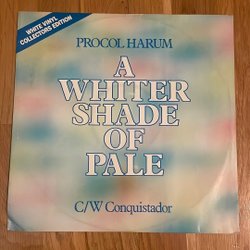 WHITE VINYL
COLLECTORS EDITION
PROCOL HARUM
A
WHITER
SHADE
OF
PALE
C/W Conquistador